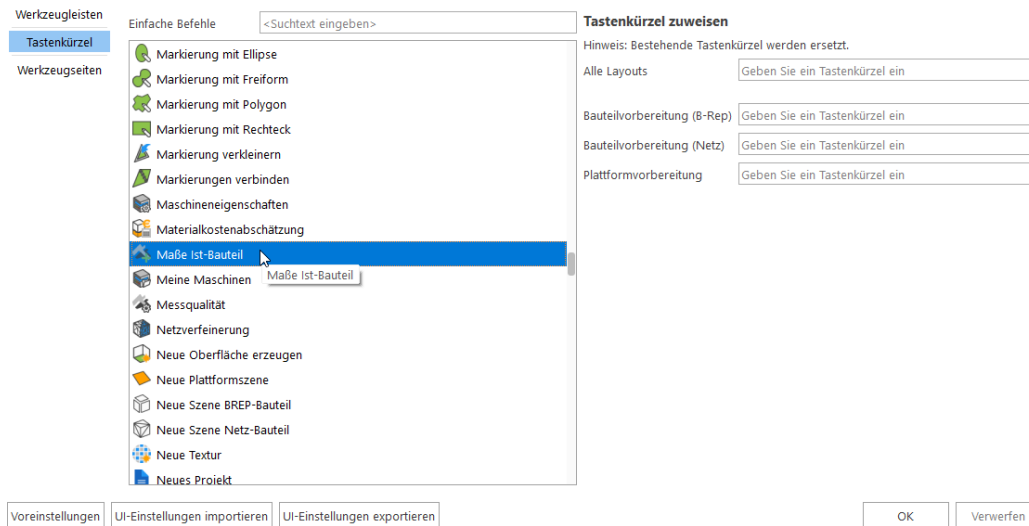 Werkzeugleisten
Tastenkürzel
Werkzeugseiten
Einfache Befehle <Suchtext eingeben>
Markierung mit Ellipse
Markierung mit Freiform
Markierung mit Polygon
Markierung mit Rechteck
Markierung verkleinern
Markierungen verbinden
Maschineneigenschaften
Materialkostenabschätzung
Maße Ist-Bauteil
Meine Maschinen
Maße Ist-Bauteil
Messqualität
Netzverfeinerung
Neue Oberfläche erzeugen
Neue Plattformszene
Neue Szene BREP-Bauteil
Neue Szene Netz-Bauteil
Neue Textur
Neues Projekt
Tastenkürzel zuweisen
Hinweis: Bestehende Tastenkürzel werden ersetzt.
Alle Layouts Geben Sie ein Tastenkürzel ein
Bauteilvorbereitung (B-Rep) Geben Sie ein Tastenkürzel ein
Bauteilvorbereitung (Netz) Geben Sie ein Tastenkürzel ein
Plattformvorbereitung Geben Sie ein Tastenkürzel ein
Voreinstellungen UI-Einstellungen importieren UI-Einstellungen exportieren OK Verwerfen